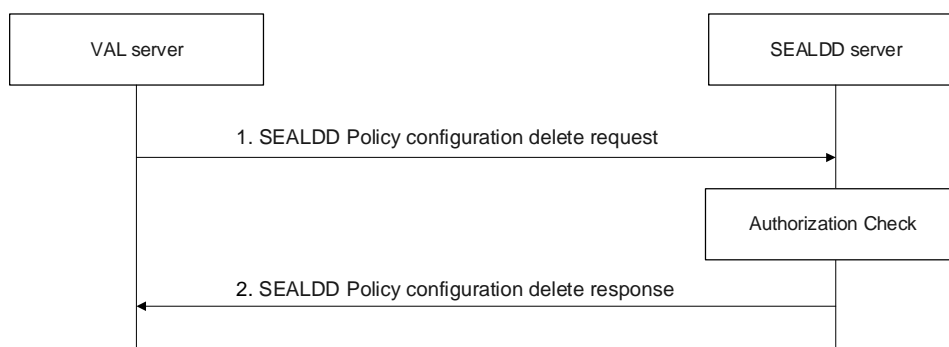 VAL server
SEALDD server
1. SEALDD Policy configuration delete request
Authorization Check
2. SEALDD Policy configuration delete response